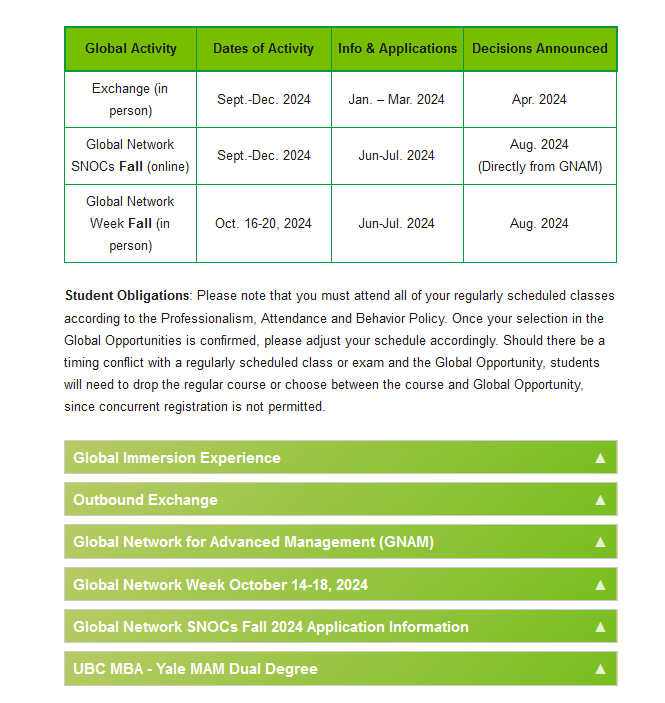 Global Activity Dates of Activity Info & Applications Decisions Announced
Exchange (in
person) Sept.-Dec. 2024 Jan. – Mar. 2024 Apr. 2024
Global Network
SNOCs Fall (online) Sept.-Dec. 2024 Jun-Jul. 2024 Aug. 2024
(Directly from GNAM)
Global Network
Week Fall (in
person) Oct. 16-20, 2024 Jun-Jul. 2024 Aug. 2024
Student Obligations: Please note that you must attend all of your regularly scheduled classes
according to the Professionalism, Attendance and Behavior Policy. Once your selection in the
Global Opportunities is confirmed, please adjust your schedule accordingly. Should there be a
timing conflict with a regularly scheduled class or exam and the Global Opportunity, students
will need to drop the regular course or choose between the course and Global Opportunity,
since concurrent registration is not permitted.
Global Immersion Experience ▲
Outbound Exchange ▲
Global Network for Advanced Management (GNAM) ▲
Global Network Week October 14-18, 2024 ▲
Global Network SNOCs Fall 2024 Application Information ▲
UBC MBA - Yale MAM Dual Degree ▲